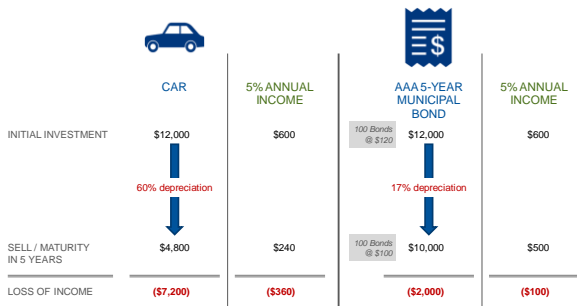 $
CAR
5% ANNUAL
INCOME
AAA 5-YEAR
MUNICIPAL
BOND
5% ANNUAL
INCOME
INITIAL INVESTMENT
$12,000
$600
100 Bonds
@ $120
$12,000
$600
60% depreciation
17% depreciation
SELL / MATURITY
IN 5 YEARS
$4,800
$240
100 Bonds
@ $100
$10,000
$500
LOSS OF INCOME
($7,200)
($360)
($2,000)
($100)